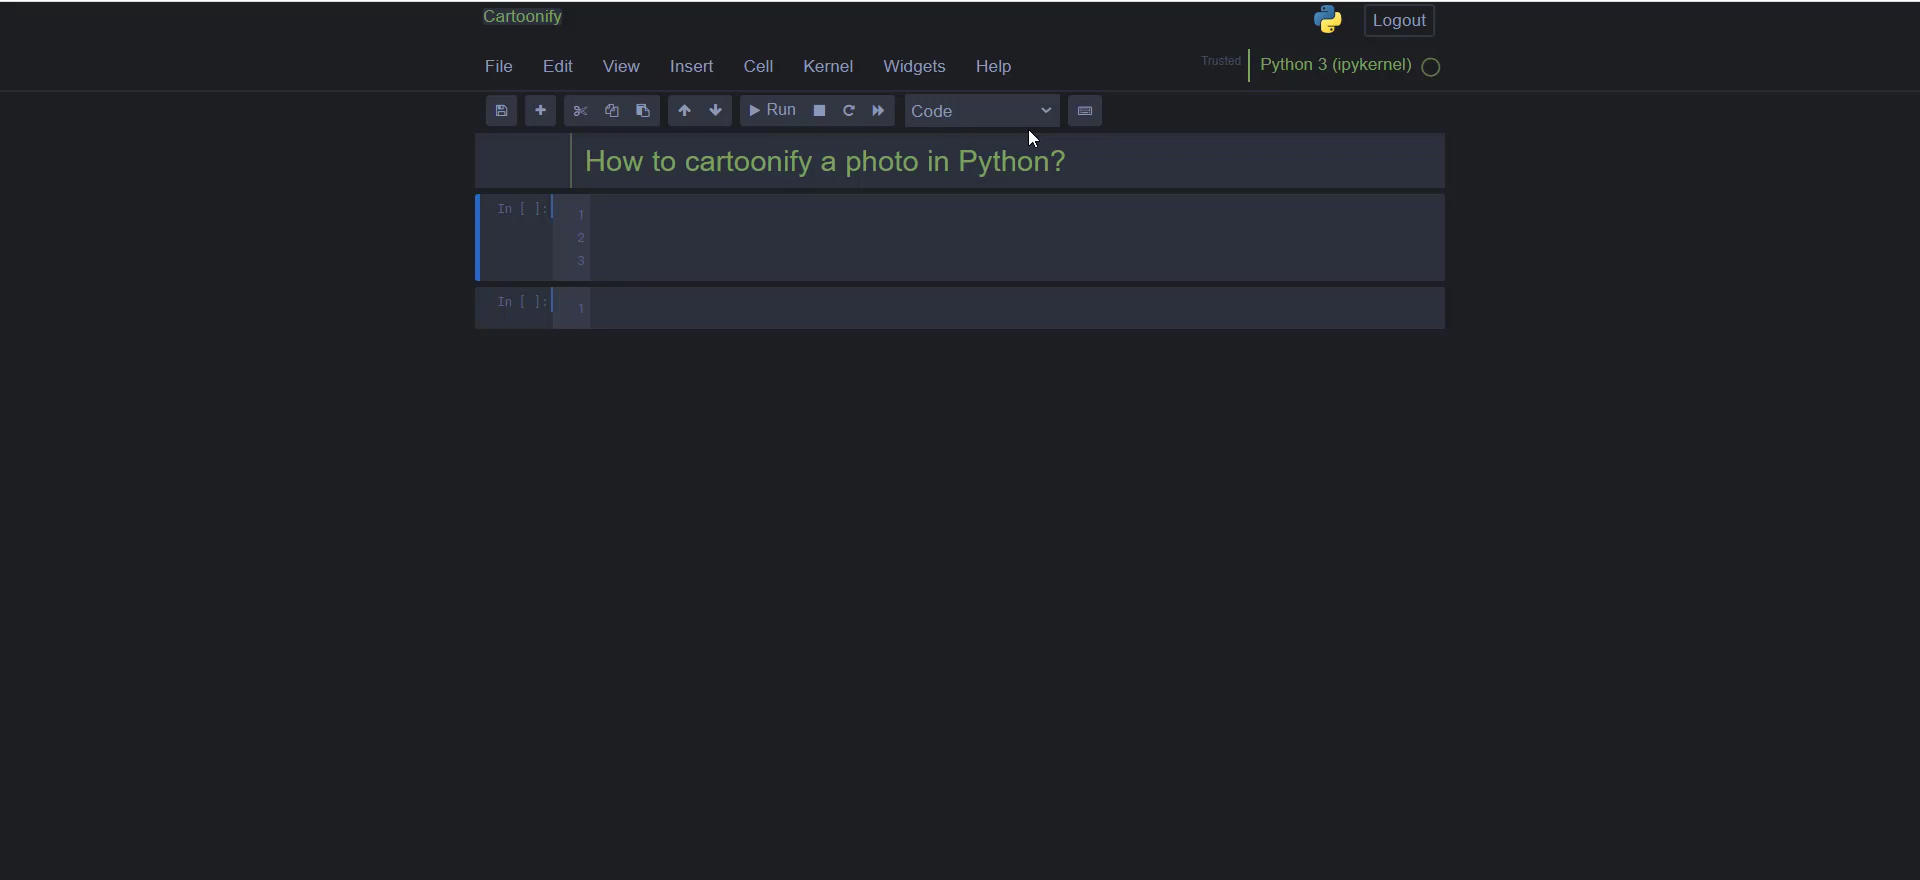 Cartoonify
Logout
File Edit View Insert Cell Kernel Widgets Help
Trusted
Python 3 (ipykernel)
Run
Code
How to cartoonify a photo in Python?
In [ ]:
1
2
3
In [ ]:
1